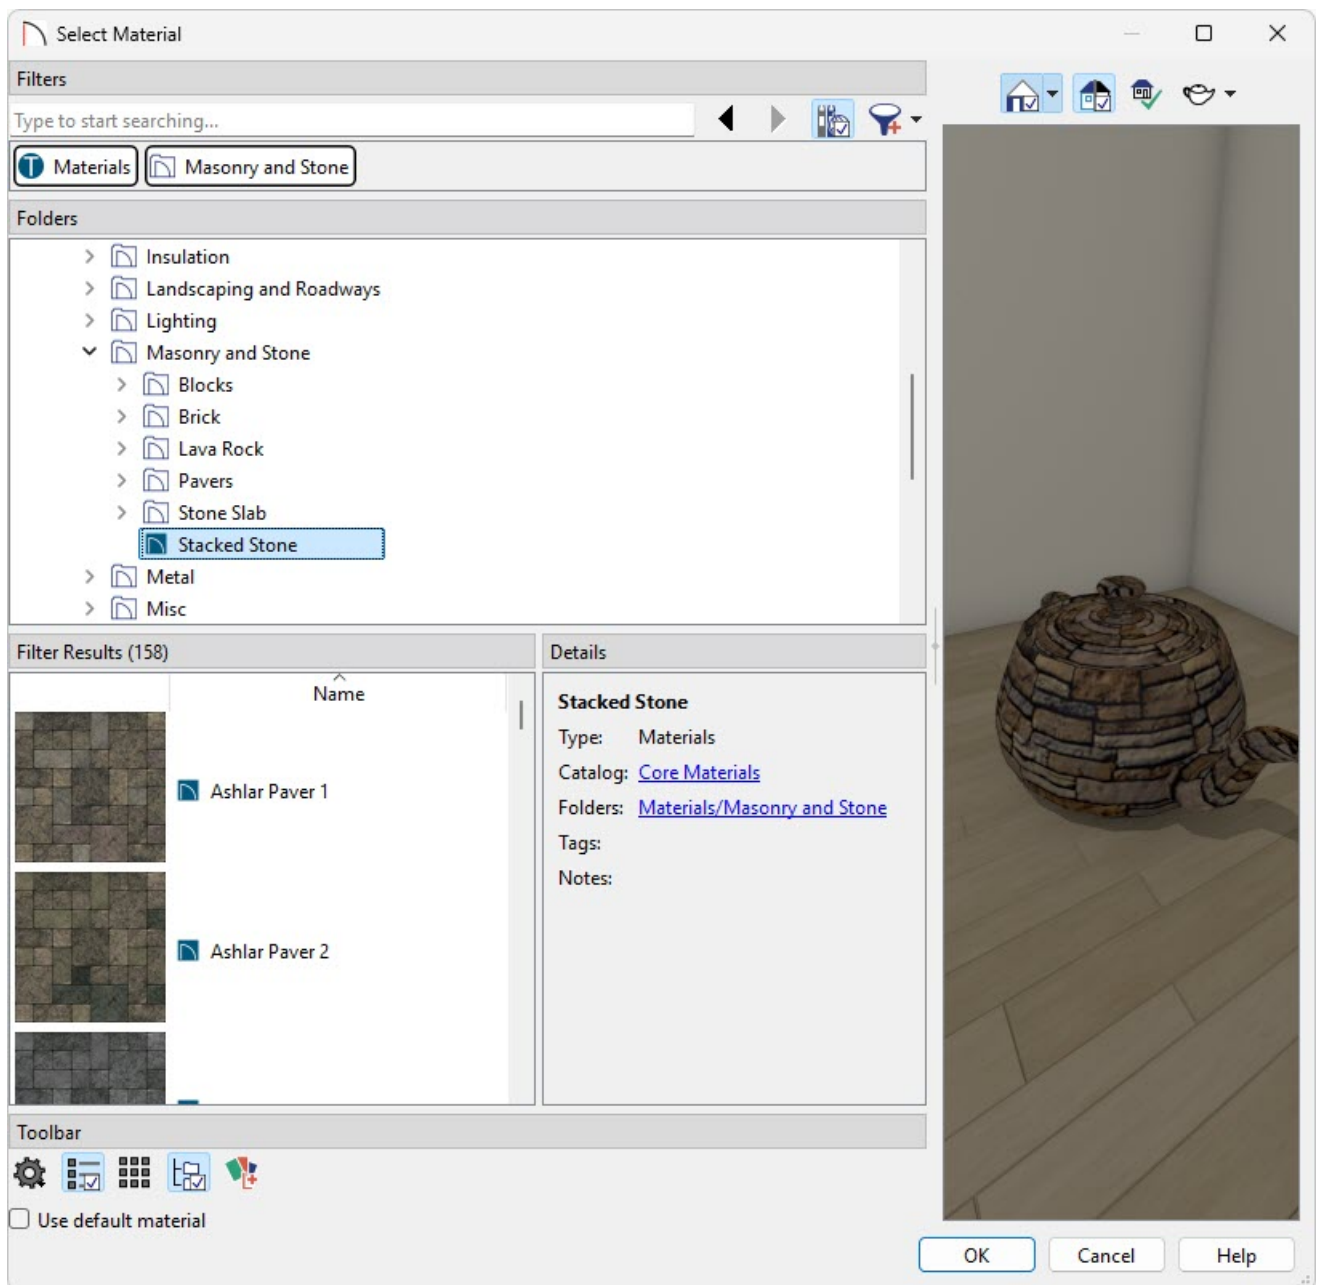 Select Material
Filters
Type to start searching...
T Materials Masonry and Stone
Folders
Insulation
Landscaping and Roadways
Lighting
Masonry and Stone
Blocks
Brick
Lava Rock
Pavers
Stone Slab
Stacked Stone
Metal
Misc
Filter Results (158)
Name
Ashlar Paver 1
Ashlar Paver 2
Details
Stacked Stone
Type: Materials
Catalog: Core Materials
Folders: Materials/Masonry and Stone
Tags:
Notes:
Toolbar
Use default material
OK Cancel Help